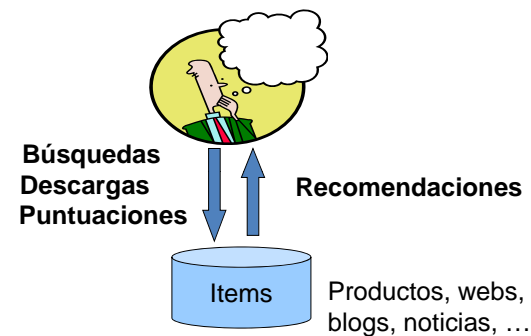 Búsquedas
Descargas
Puntuaciones
Recomendaciones
Items
Productos, webs,
blogs, noticias, …